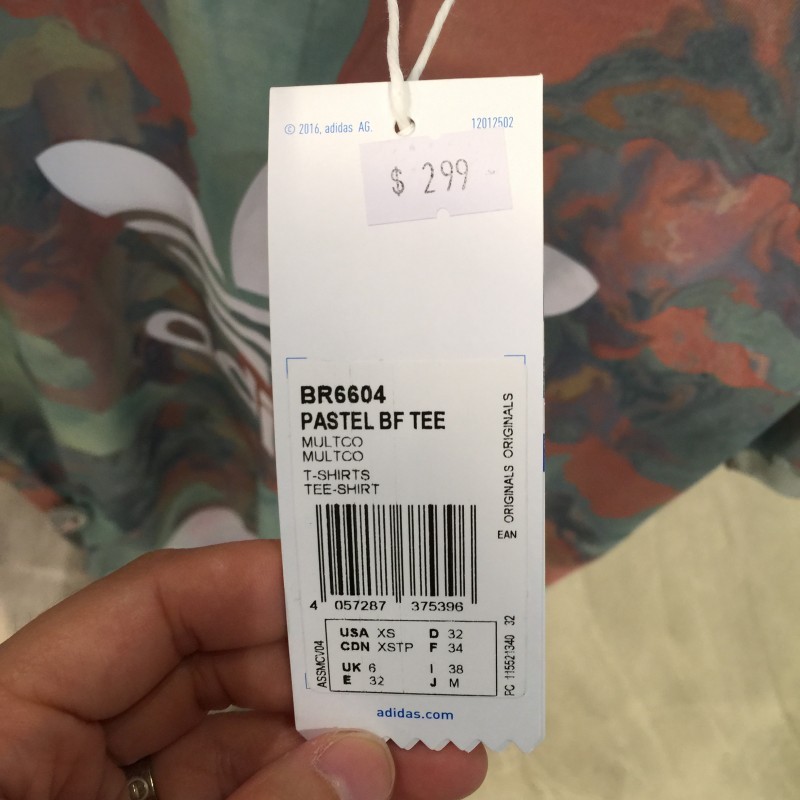 © 2016, adidas AG. 12012502
$ 299
BR6604
PASTEL BF TEE
MULTCO
MULTCO
T-SHIRTS
TEE-SHIRT
EAN ORIGINALS ORIGINALS
4 057287 375396
ASSMCV04
USA XS D 32
CDN XSTP F 34
UK 6 I 38
E 32 J M
PC 115521340 32
adidas.com